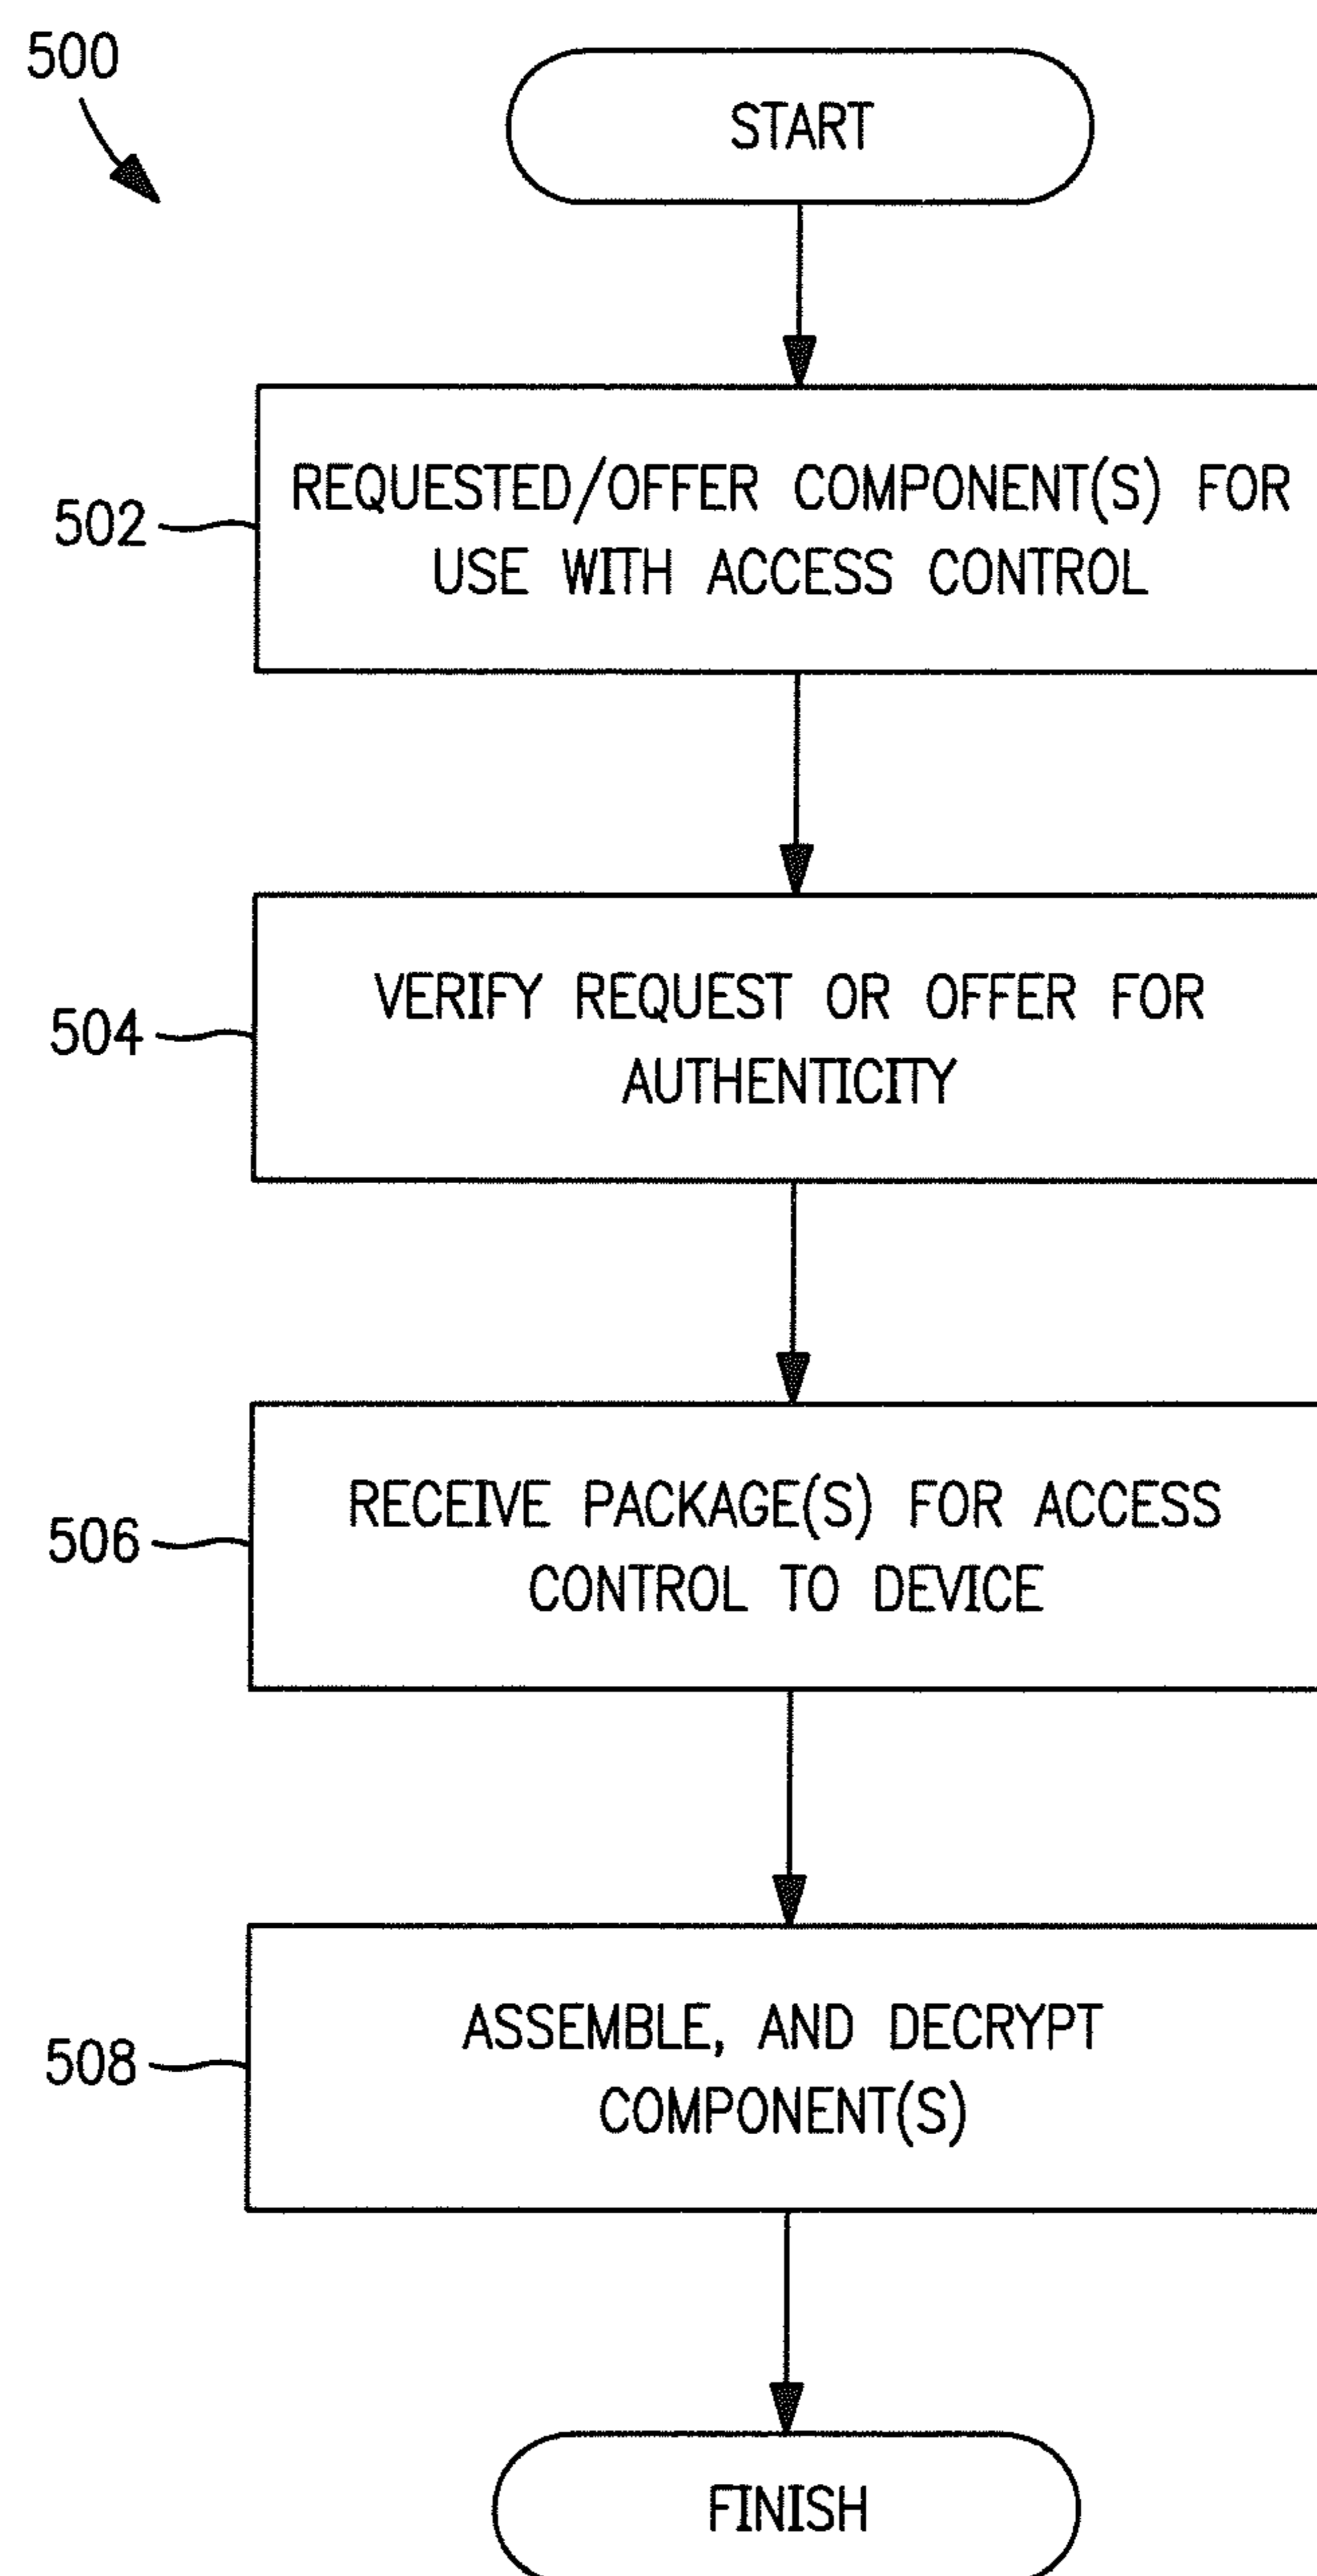 500
START
REQUESTED/OFFER COMPONENT(S) FOR
USE WITH ACCESS CONTROL
502
VERIFY REQUEST OR OFFER FOR
AUTHENTICITY
504
RECEIVE PACKAGE(S) FOR ACCESS
CONTROL TO DEVICE
506
ASSEMBLE, AND DECRYPT
COMPONENT(S)
508
FINISH